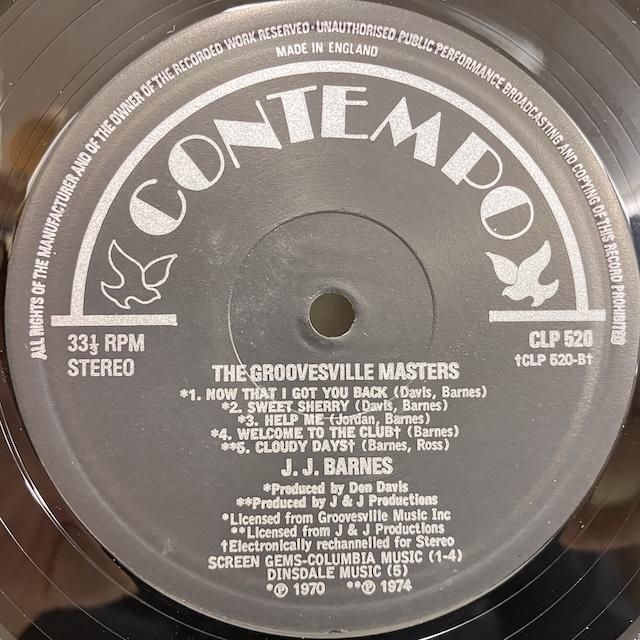 ALL RIGHTS OF THE MANUFACTURER AND OF THE OWNER OF THE RECORDED WORK RESERVED · UNAUTHORISED PUBLIC PERFORMANCE BROADCASTING AND COPYING OF THIS RECORD PROHIBITED
MADE IN ENGLAND
CONTEMPO
33⅓ RPM
STEREO
CLP 520
†CLP 520-B†
THE GROOVESVILLE MASTERS
*1. NOW THAT I GOT YOU BACK (Davis, Barnes)
*2. SWEET SHERRY (Davis, Barnes)
*3. HELP ME (Jordan, Barnes)
*4. WELCOME TO THE CLUB† (Barnes)
**5. CLOUDY DAYS† (Barnes, Ross)
J. J. BARNES
*Produced by Don Davis
**Produced by J & J Productions
*Licensed from Groovesville Music Inc
**Licensed from J & J Productions
†Electronically rechannelled for Stereo
SCREEN GEMS-COLUMBIA MUSIC (1-4)
DINSDALE MUSIC (5)
*℗ 1970 **℗ 1974